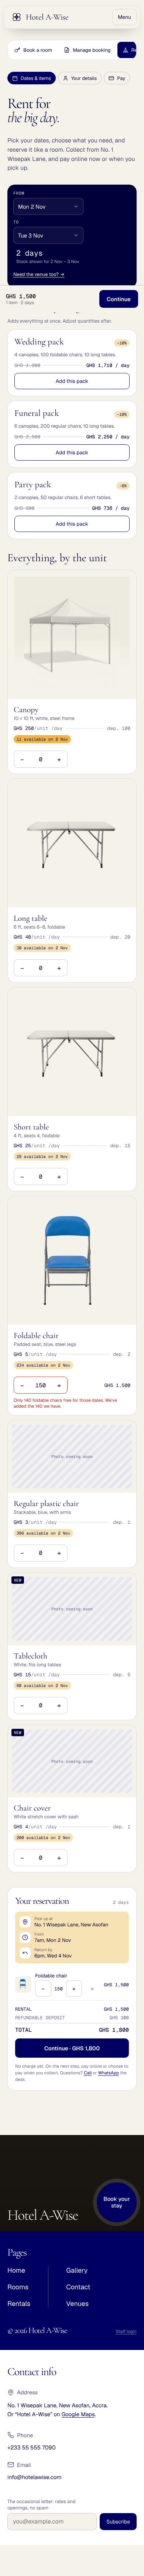 Hotel A-Wise
Menu
Book a room
Manage booking
Dates & items
Your details
Pay
Rent for
the big day.
Pick your dates, choose what you need, and
reserve it like a room. Collect from No. 1
Wisepak Lane, and pay online now or when you
pick up.
FROM
Mon 2 Nov
TO
Tue 3 Nov
2 days
Stock shown for 2 Nov – 3 Nov
Need the venue too? →
GHS 1,500
1 item · 2 days
Continue
Adds everything at once. Adjust quantities after.
Wedding pack
-10%
4 canopies, 100 foldable chairs, 10 long tables.
GHS 1,900
GHS 1,710 / day
Add this pack
Funeral pack
-10%
6 canopies, 200 regular chairs, 10 long tables.
GHS 2,500
GHS 2,250 / day
Add this pack
Party pack
-8%
2 canopies, 50 regular chairs, 6 short tables.
GHS 800
GHS 736 / day
Add this pack
Everything, by the unit
Canopy
10 × 10 ft, white, steel frame
GHS 250/unit /day
dep. 100
11 available on 2 Nov
− 0 +
Long table
6 ft, seats 6–8, foldable
GHS 40/unit /day
dep. 20
30 available on 2 Nov
− 0 +
Short table
4 ft, seats 4, foldable
GHS 25/unit /day
dep. 15
20 available on 2 Nov
− 0 +
Foldable chair
Padded seat, blue, steel legs
GHS 5/unit /day
dep. 2
234 available on 2 Nov
− 150 +
GHS 1,500
Only 140 foldable chairs free for those dates. We've
added the 140 we have.
Photo coming soon
Regular plastic chair
Stackable, blue, with arms
GHS 3/unit /day
dep. 1
300 available on 2 Nov
− 0 +
NEW
Photo coming soon
Tablecloth
White, fits long tables
GHS 15/unit /day
dep. 5
60 available on 2 Nov
− 0 +
NEW
Photo coming soon
Chair cover
White stretch cover with sash
GHS 4/unit /day
dep. 1
200 available on 2 Nov
− 0 +
Your reservation
2 days
Pick up at
No. 1 Wisepak Lane, New Asofan
From
7am, Mon 2 Nov
Return by
6pm, Wed 4 Nov
Foldable chair
− 150 + ×
GHS 1,500
RENTAL
GHS 1,500
REFUNDABLE DEPOSIT
GHS 300
TOTAL
GHS 1,800
Continue · GHS 1,800
No charge yet. On the next step, pay online or choose to
pay when you collect. Questions? Call or WhatsApp the
desk.
Hotel A-Wise
Book your
stay
Pages
Home
Gallery
Rooms
Contact
Rentals
Venues
© 2026 Hotel A-Wise
Staff login
Contact info
Address
No. 1 Wisepak Lane, New Asofan, Accra.
Or "Hotel A-Wise" on Google Maps.
Phone
+233 55 555 7090
Email
info@hotelawise.com
The occasional letter: rates and
openings, no spam
you@example.com
Subscribe